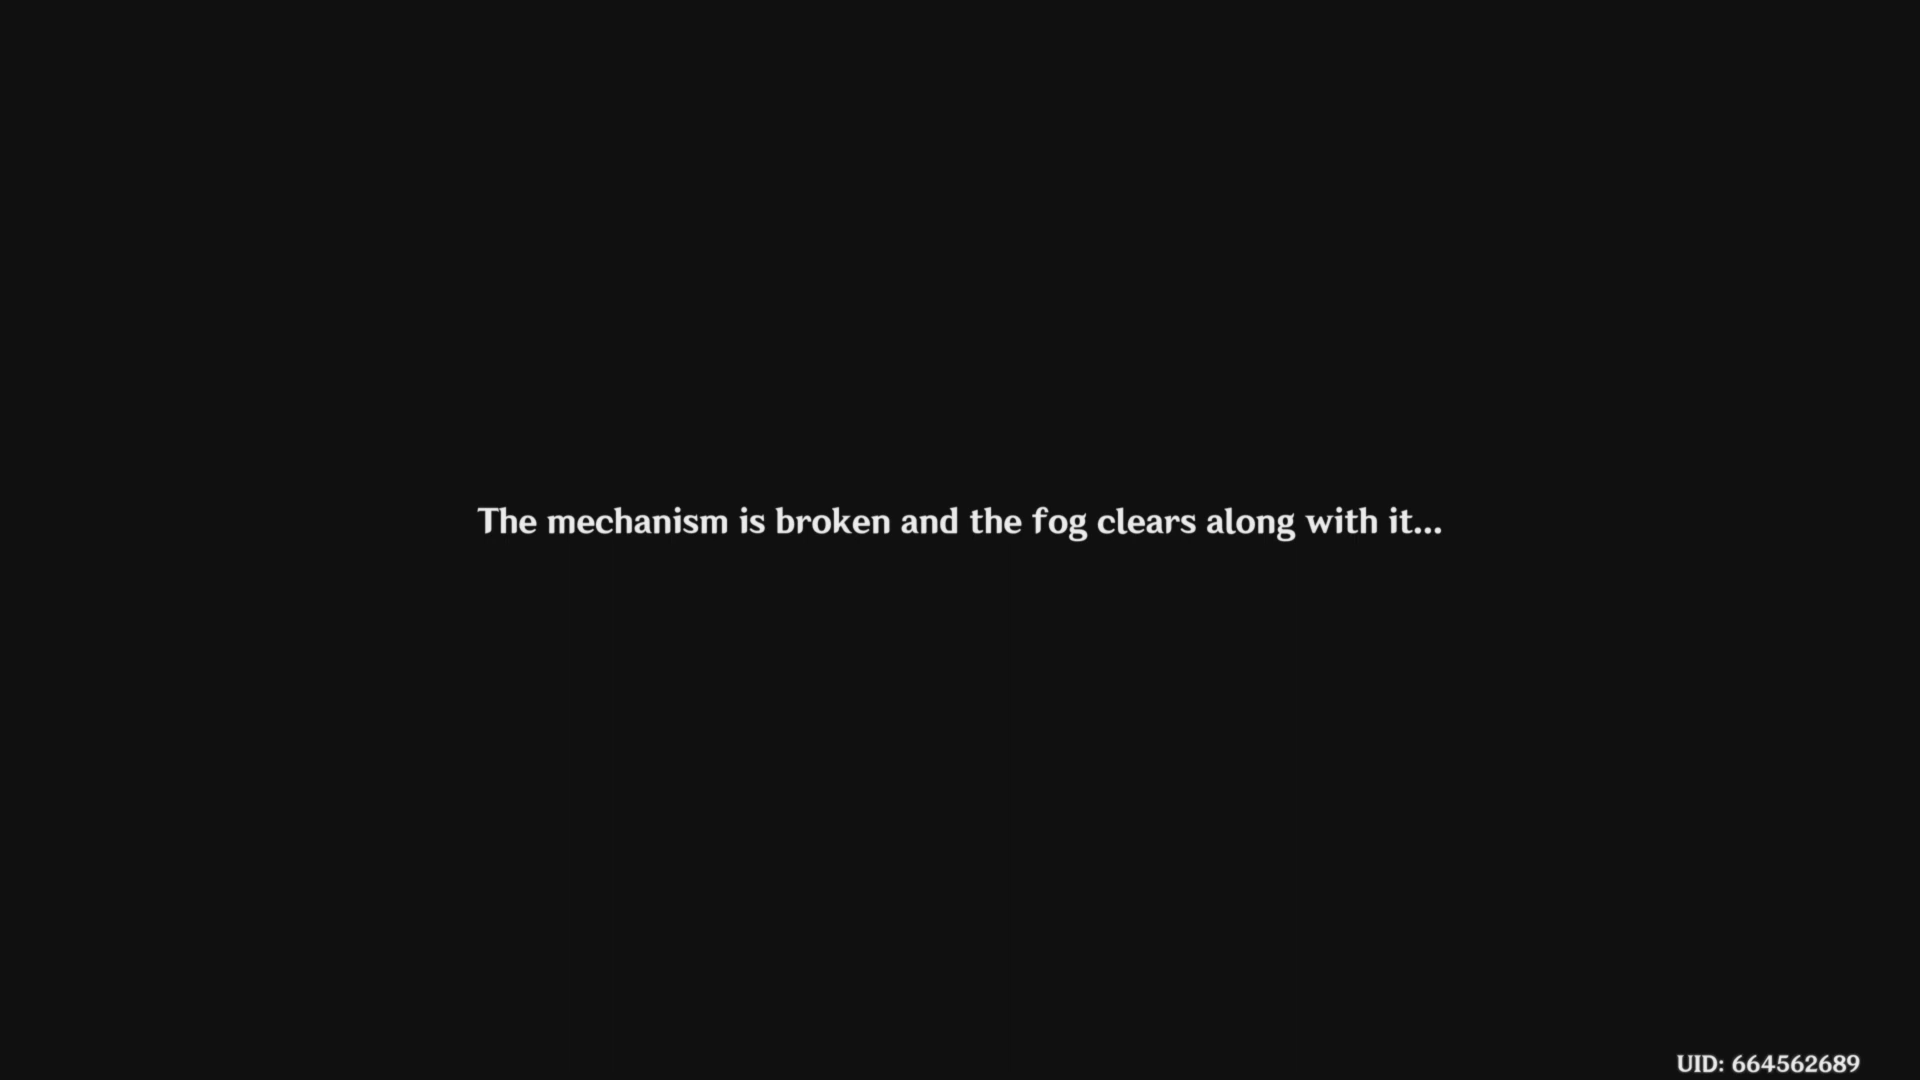 The mechanism is broken and the fog clears along with it...
UID: 664562689